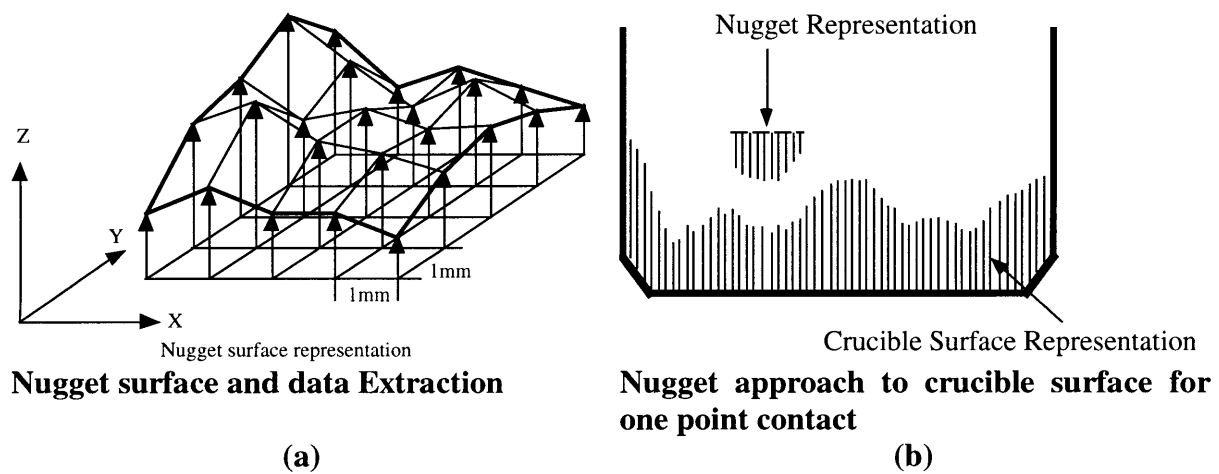 Z
Y
X
1mm
1mm
Nugget surface representation
Nugget surface and data Extraction
(a)
Nugget Representation
Crucible Surface Representation
Nugget approach to crucible surface for
one point contact
(b)